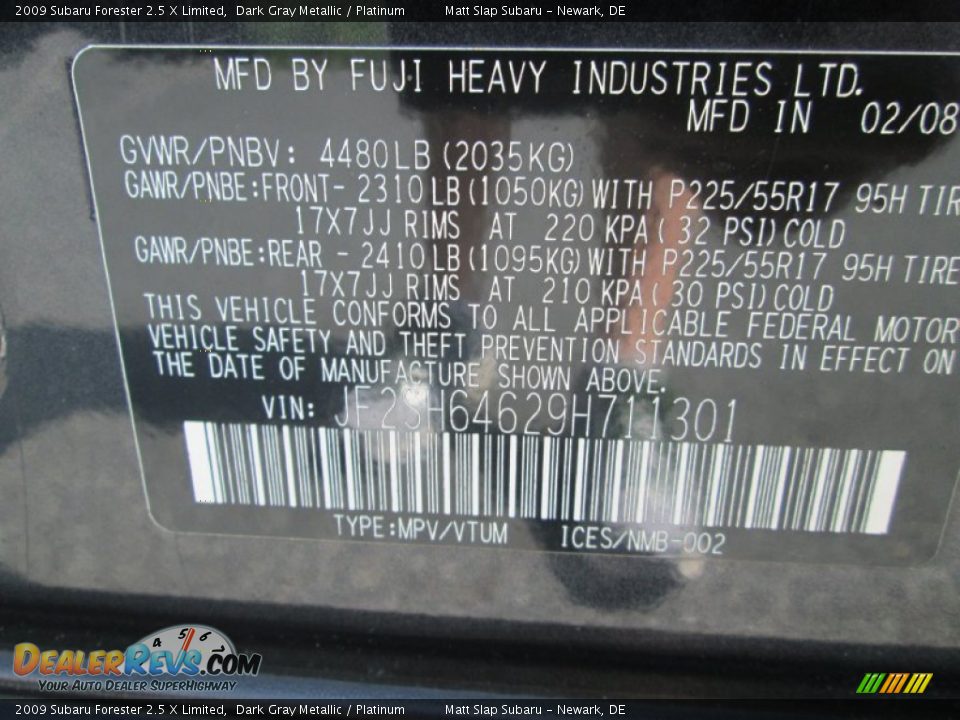 2009 Subaru Forester 2.5 X Limited, Dark Gray Metallic / Platinum Matt Slap Subaru - Newark, DE
MFD BY FUJI HEAVY INDUSTRIES LTD.
MFD IN 02/08
GVWR/PNBV: 4480LB(2035KG)
GAWR/PNBE:FRONT- 2310LB(1050KG)WITH P225/55R17 95H TIR
17X7JJ RIMS AT 220 KPA(32 PSI)COLD
GAWR/PNBE:REAR - 2410LB(1095KG)WITH P225/55R17 95H TIRE
17X7JJ RIMS AT 210 KPA(30 PSI)COLD
THIS VEHICLE CONFORMS TO ALL APPLICABLE FEDERAL MOTOR
VEHICLE SAFETY AND THEFT PREVENTION STANDARDS IN EFFECT ON
THE DATE OF MANUFACTURE SHOWN ABOVE.
VIN: JF2SH64629H711301
TYPE:MPV/VTUM ICES/NMB-002
4 5 6
DealerRevs.com
Your Auto Dealer SuperHighway
2009 Subaru Forester 2.5 X Limited, Dark Gray Metallic / Platinum Matt Slap Subaru - Newark, DE